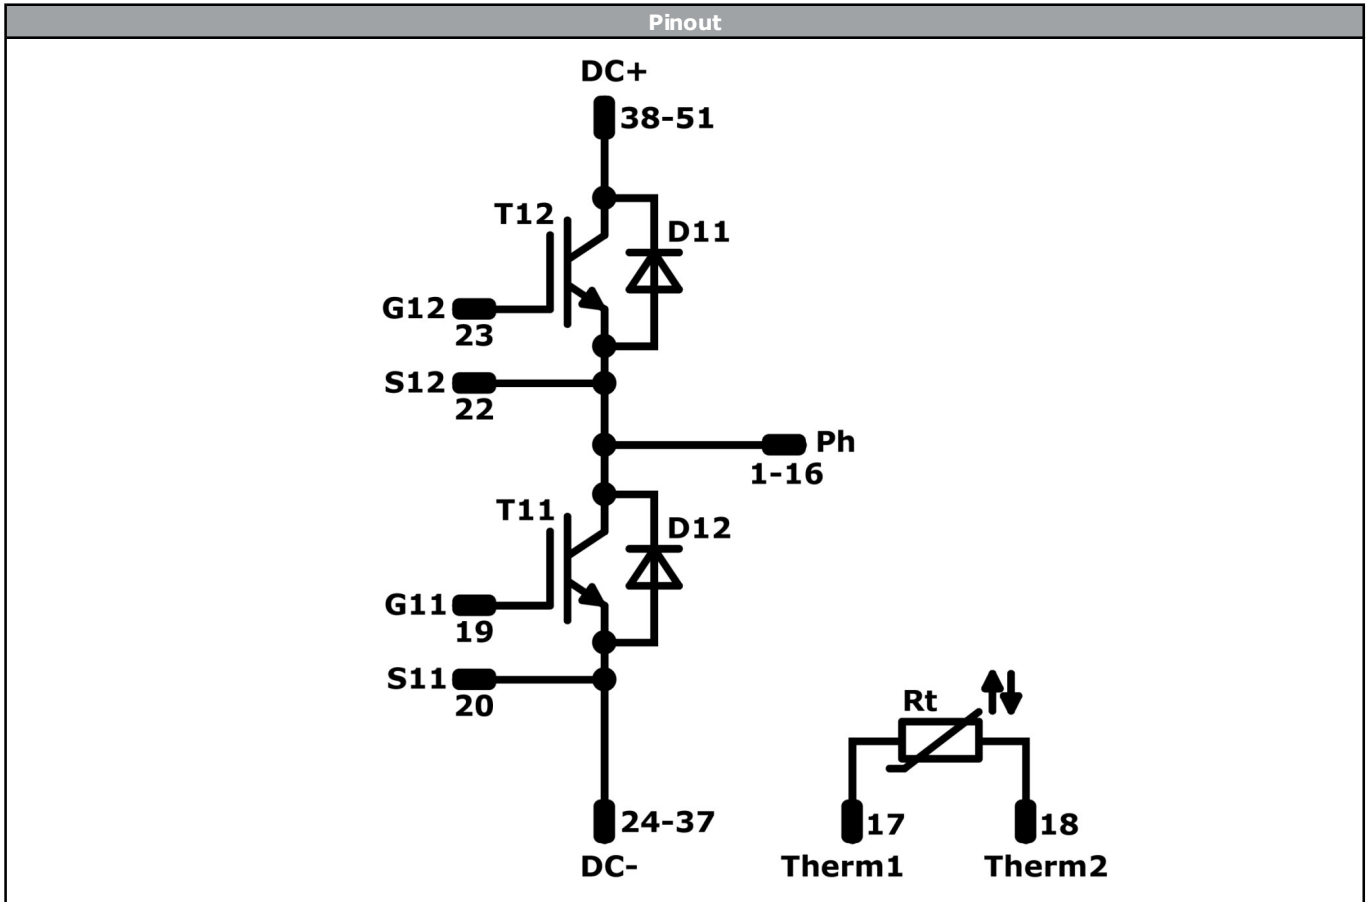 Pinout
DC+
38-51
T12
D11
G12
23
S12
22
Ph
1-16
T11
D12
G11
19
S11
20
Rt
24-37
17
18
DC-
Therm1
Therm2